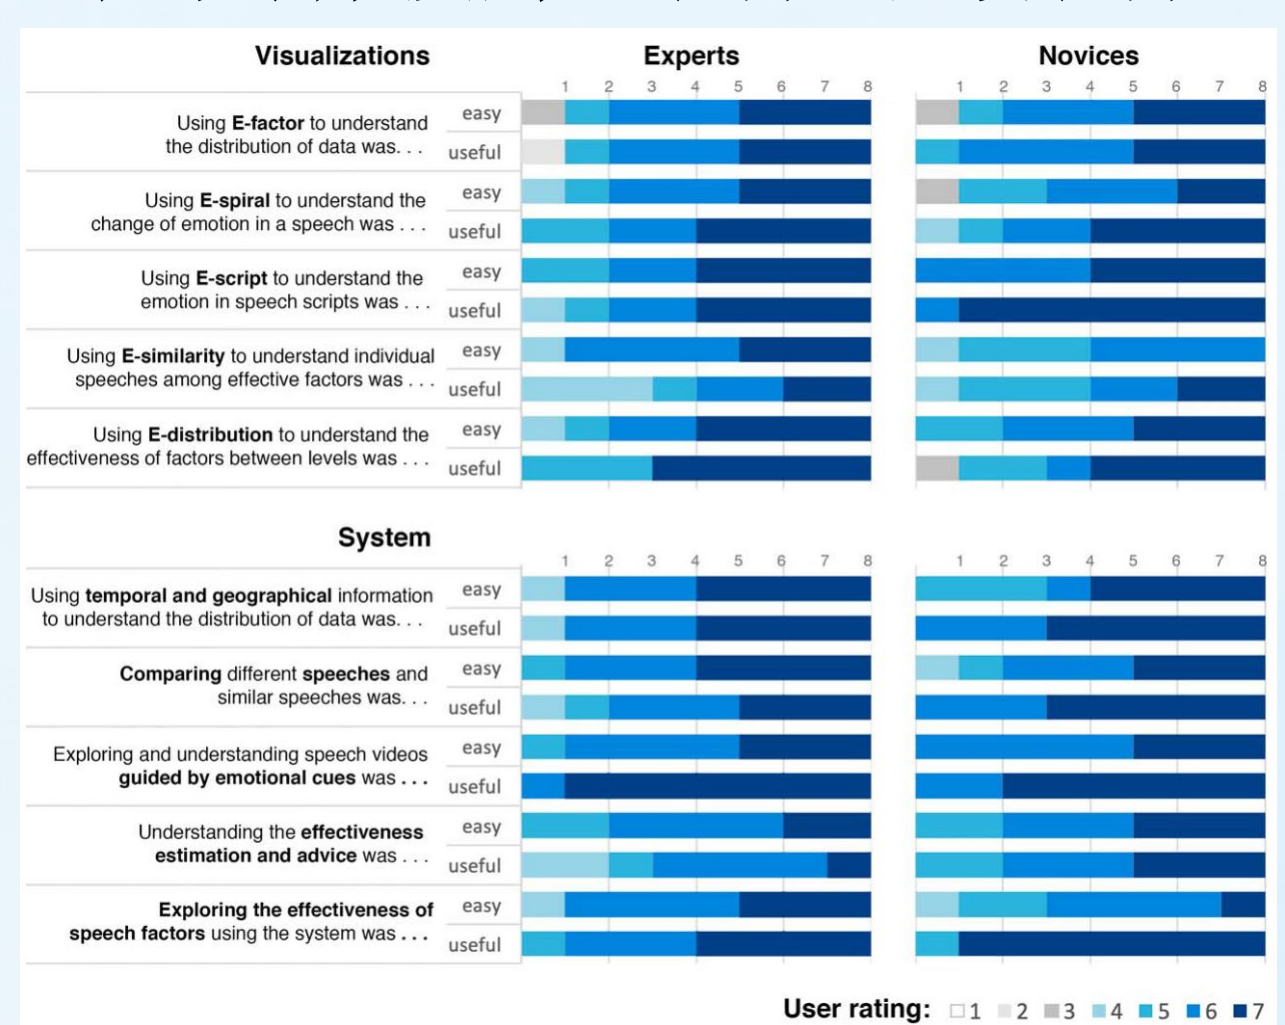 Visualizations
Experts
Novices
1 2 3 4 5 6 7 8
1 2 3 4 5 6 7 8
Using E-factor to understand
the distribution of data was. . .
easy
useful
Using E-spiral to understand the
change of emotion in a speech was . . .
easy
useful
Using E-script to understand the
emotion in speech scripts was . . .
easy
useful
Using E-similarity to understand individual
speeches among effective factors was . . .
easy
useful
Using E-distribution to understand the
effectiveness of factors between levels was . . .
easy
useful
System
1 2 3 4 5 6 7 8
1 2 3 4 5 6 7 8
Using temporal and geographical information
to understand the distribution of data was. . .
easy
useful
Comparing different speeches and
similar speeches was. . .
easy
useful
Exploring and understanding speech videos
guided by emotional cues was . . .
easy
useful
Understanding the effectiveness
estimation and advice was . . .
easy
useful
Exploring the effectiveness of
speech factors using the system was . . .
easy
useful
User rating: 1 2 3 4 5 6 7